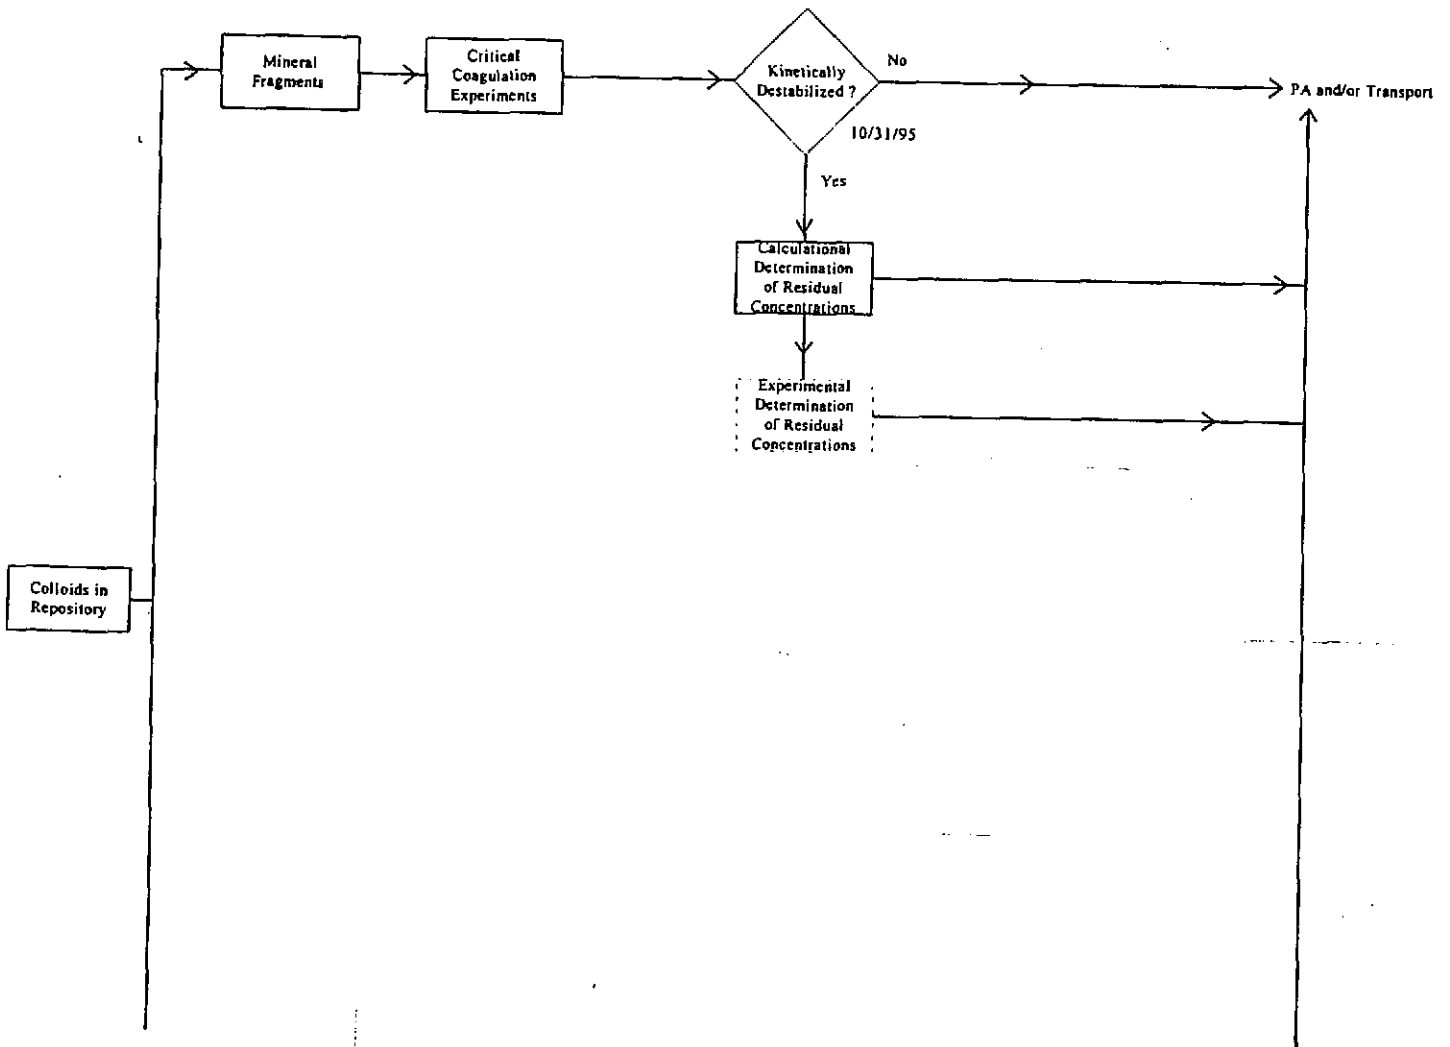 Mineral
Fragments
Critical
Coagulation
Experiments
Kinetically
Destabilized ?
No
PA and/or Transport
10/31/95
Yes
Calculational
Determination
of Residual
Concentrations
Experimental
Determination
of Residual
Concentrations
Colloids in
Repository